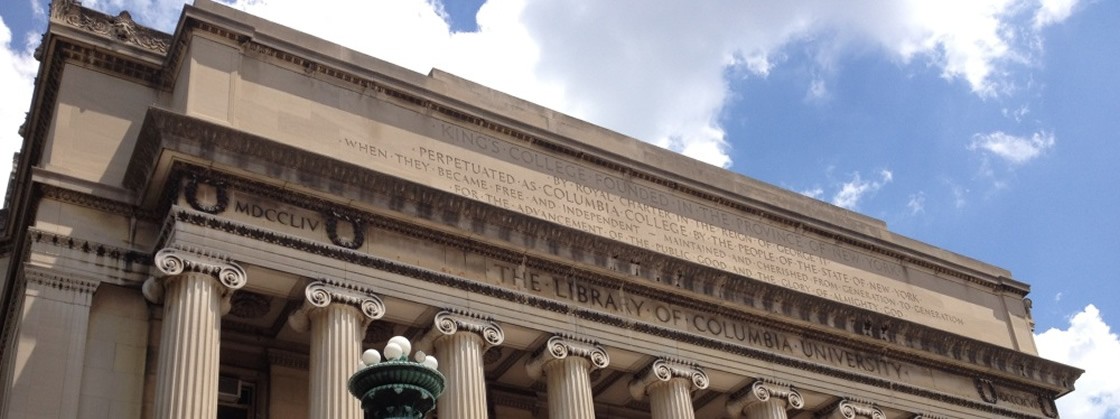 KING'S·COLLEGE·FOUNDED·IN·THE·PROVINCE·OF·NEW·YORK
·BY·ROYAL·CHARTER·IN·THE·REIGN·OF·GEORGE·II·
·PERPETUATED·AS·COLUMBIA·COLLEGE·BY·THE·PEOPLE·OF·THE·STATE·OF·NEW·YORK·
·WHEN·THEY·BECAME·FREE·AND·INDEPENDENT – MAINTAINED·AND·CHERISHED·FROM·GENERATION·TO·GENERATION
·FOR·THE·ADVANCEMENT·OF·THE·PUBLIC·GOOD·AND·THE·GLORY·OF·ALMIGHTY·GOD
MDCCLIV
·THE·LIBRARY·OF·COLUMBIA·UNIVERSITY·